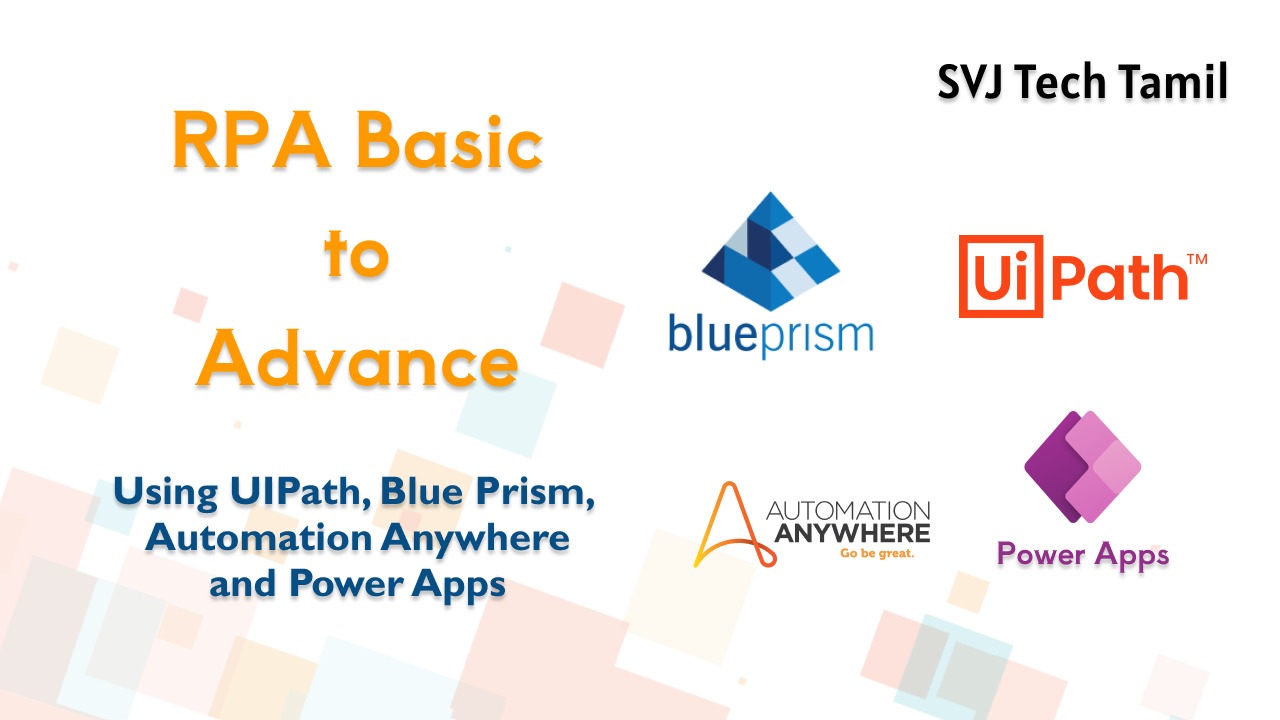 SVJ Tech Tamil
RPA Basic
to
Advance
Using UIPath, Blue Prism,
Automation Anywhere
and Power Apps
blueprism
UiPath™
AUTOMATION
ANYWHERE
Go be great.
Power Apps